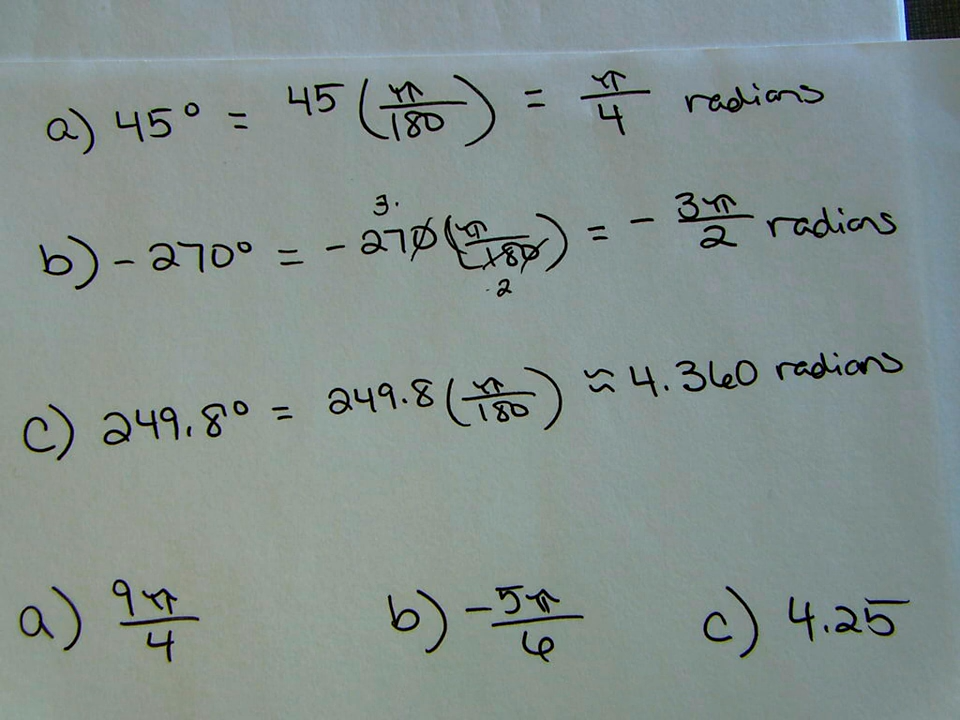 a) 45° = 45 (π/180) = π/4 radians
b) -270° = -270 (π/180) = - 3π/2 radians
3.
2
c) 249.8° = 249.8 (π/180) ≈ 4.360 radians
a) 9π/4 b) -5π/6 c) 4.25